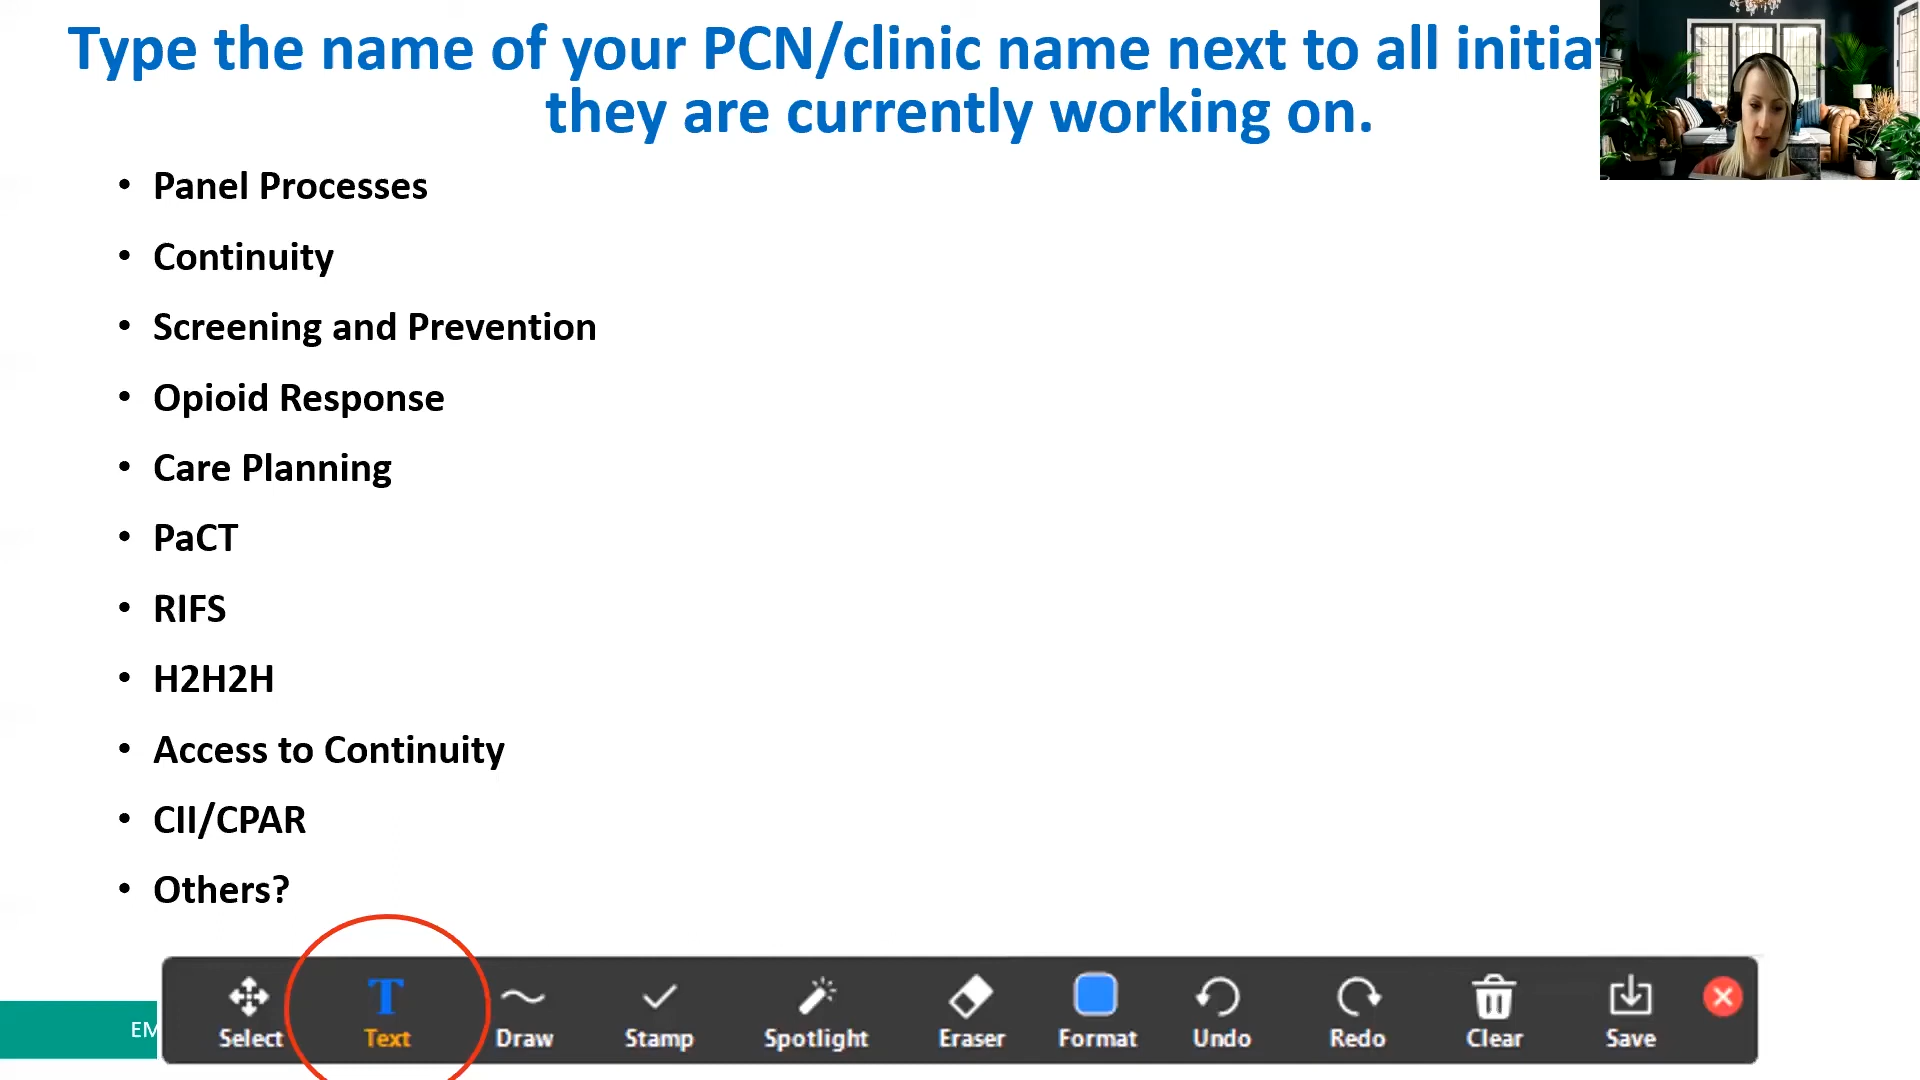 Type the name of your PCN/clinic name next to all initia
they are currently working on.
• Panel Processes
• Continuity
• Screening and Prevention
• Opioid Response
• Care Planning
• PaCT
• RIFS
• H2H2H
• Access to Continuity
• CII/CPAR
• Others?
EM
Select Text Draw Stamp Spotlight Eraser Format Undo Redo Clear Save